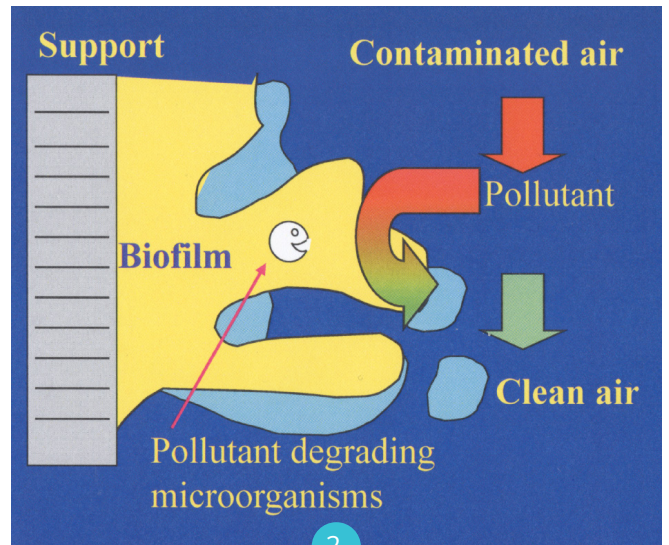 Support
Contaminated air
Pollutant
Biofilm
Clean air
Pollutant degrading
microorganisms